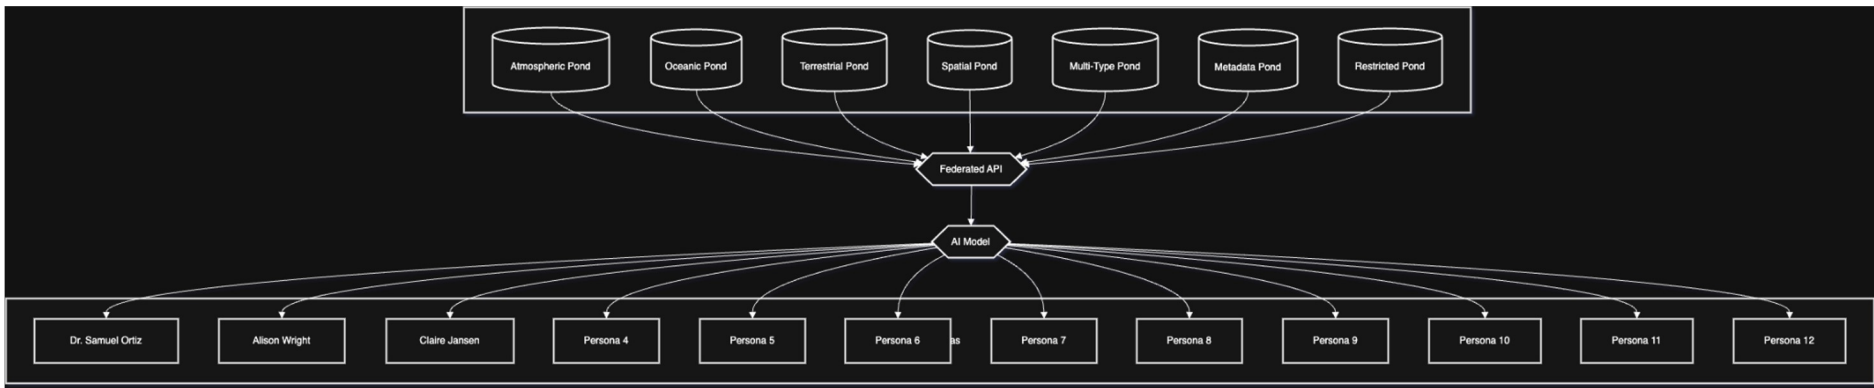 Atmospheric Pond
Oceanic Pond
Terrestrial Pond
Spatial Pond
Multi-Type Pond
Metadata Pond
Restricted Pond
Federated API
AI Model
Dr. Samuel Ortiz
Alison Wright
Claire Jansen
Persona 4
Persona 5
Persona 6
as
Persona 7
Persona 8
Persona 9
Persona 10
Persona 11
Persona 12